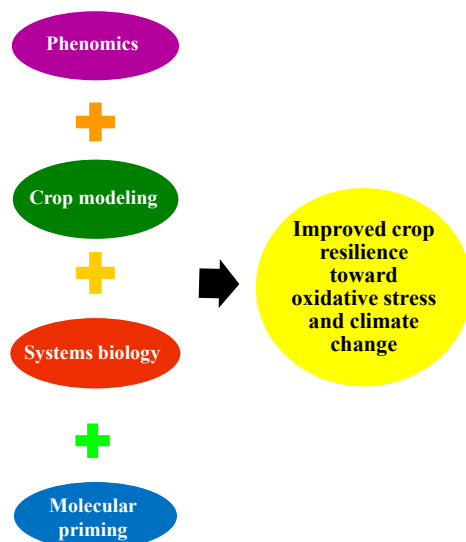 Phenomics
Crop modeling
Systems biology
Molecular
priming
Improved crop
resilience
toward
oxidative stress
and climate
change